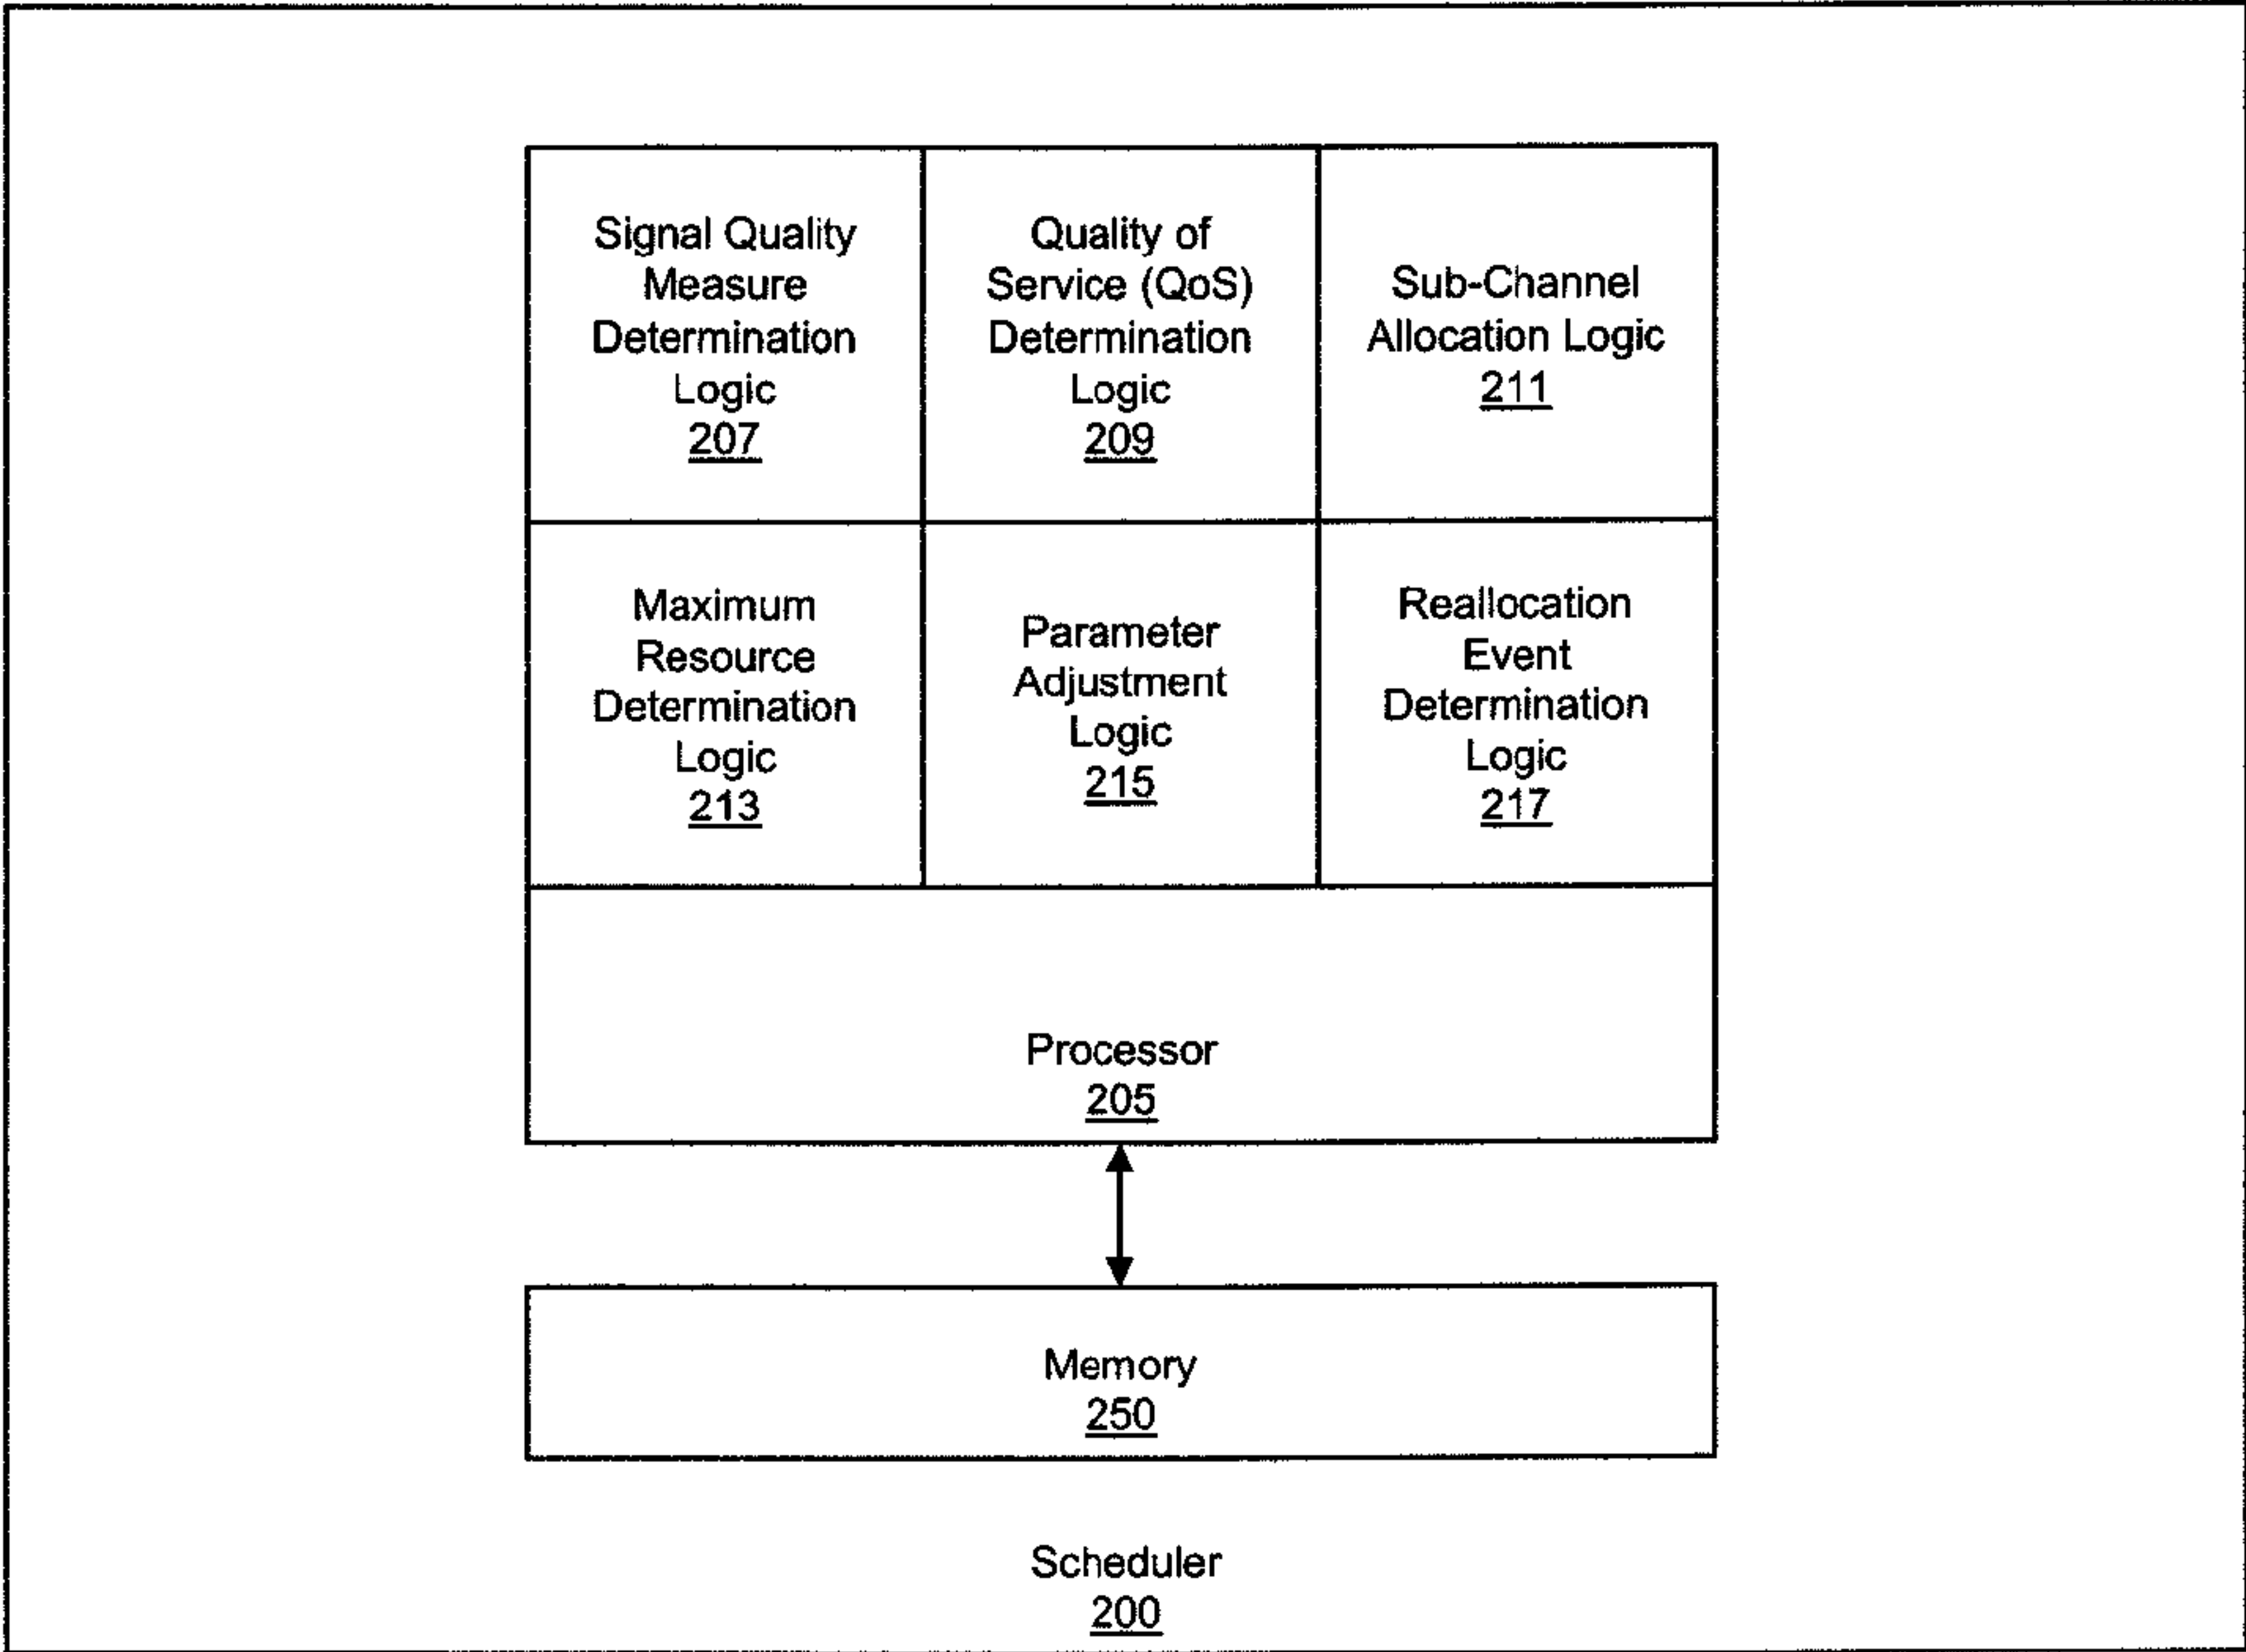 Signal Quality
Measure
Determination
Logic
207
Quality of
Service (QoS)
Determination
Logic
209
Sub-Channel
Allocation Logic
211
Maximum
Resource
Determination
Logic
213
Parameter
Adjustment
Logic
215
Reallocation
Event
Determination
Logic
217
Processor
205
Memory
250
Scheduler
200